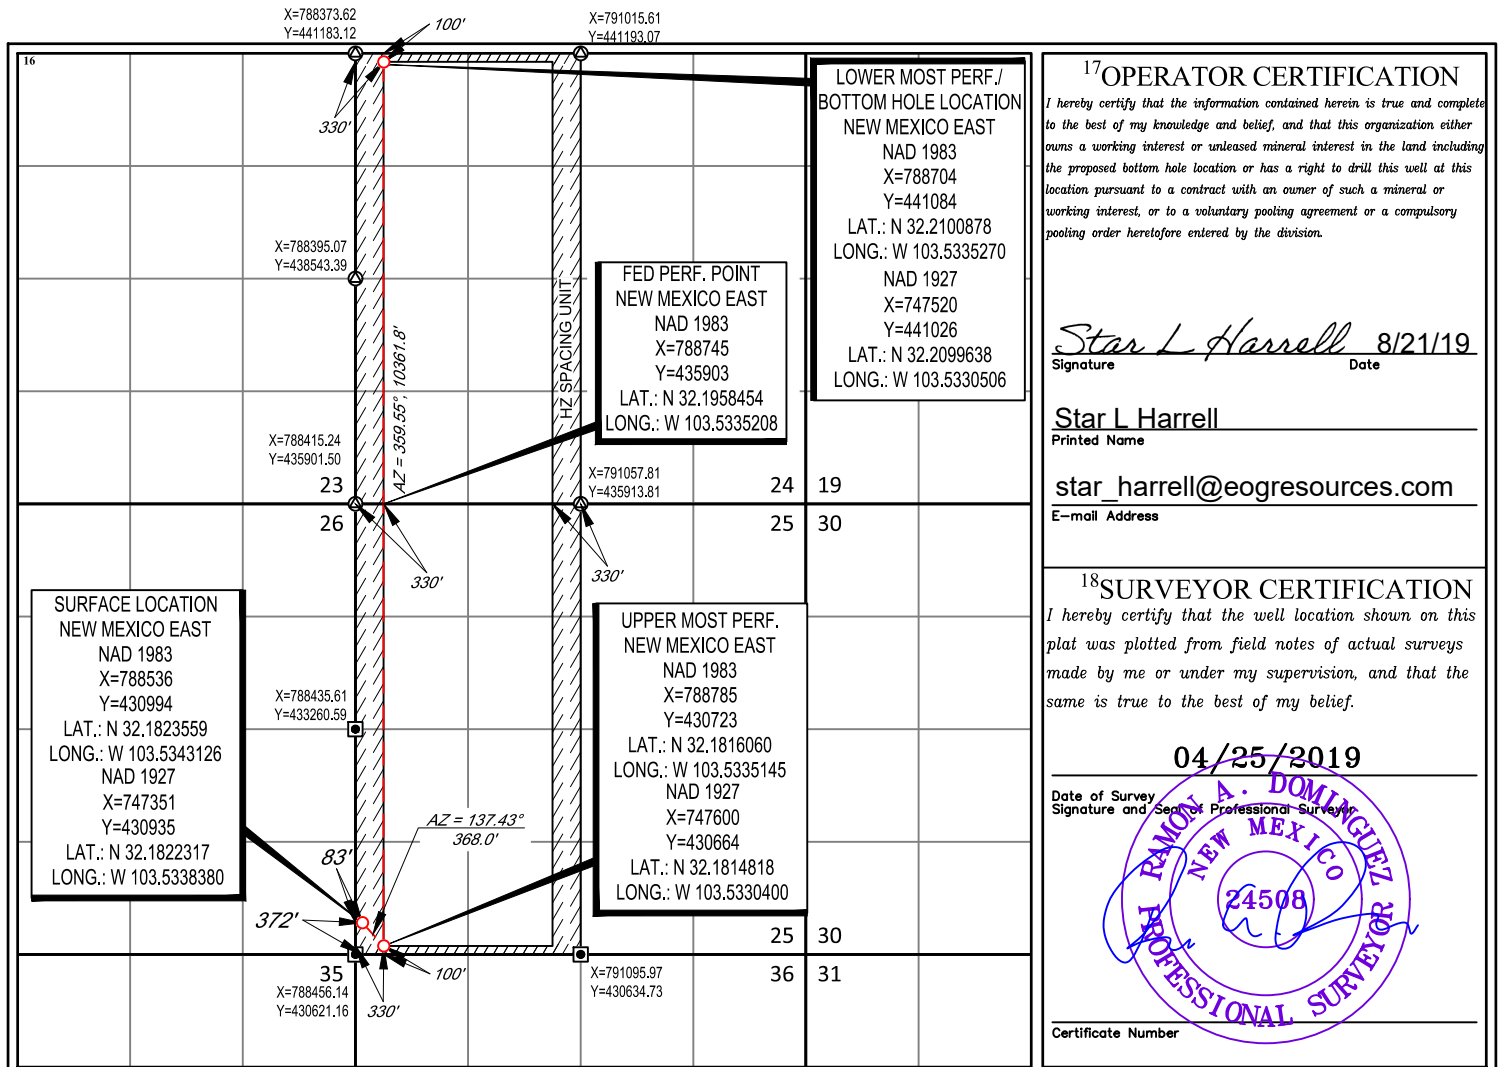 X=788373.62
Y=441183.12
100'
X=791015.61
Y=441193.07
16
330'
LOWER MOST PERF./
BOTTOM HOLE LOCATION
NEW MEXICO EAST
NAD 1983
X=788704
Y=441084
LAT.: N 32.2100878
LONG.: W 103.5335270
NAD 1927
X=747520
Y=441026
LAT.: N 32.2099638
LONG.: W 103.5330506
X=788395.07
Y=438543.39
FED PERF. POINT
NEW MEXICO EAST
NAD 1983
X=788745
Y=435903
LAT.: N 32.1958454
LONG.: W 103.5335208
AZ = 359.55°, 10361.8'
HZ SPACING UNIT
X=788415.24
Y=435901.50
X=791057.81
Y=435913.81
23
24
19
26
25
30
330'
330'
SURFACE LOCATION
NEW MEXICO EAST
NAD 1983
X=788536
Y=430994
LAT.: N 32.1823559
LONG.: W 103.5343126
NAD 1927
X=747351
Y=430935
LAT.: N 32.1822317
LONG.: W 103.5338380
X=788435.61
Y=433260.59
UPPER MOST PERF.
NEW MEXICO EAST
NAD 1983
X=788785
Y=430723
LAT.: N 32.1816060
LONG.: W 103.5335145
NAD 1927
X=747600
Y=430664
LAT.: N 32.1814818
LONG.: W 103.5330400
AZ = 137.43°
368.0'
83'
372'
25
30
35
36
31
100'
330'
X=788456.14
Y=430621.16
X=791095.97
Y=430634.73
17OPERATOR CERTIFICATION
I hereby certify that the information contained herein is true and complete
to the best of my knowledge and belief, and that this organization either
owns a working interest or unleased mineral interest in the land including
the proposed bottom hole location or has a right to drill this well at this
location pursuant to a contract with an owner of such a mineral or
working interest, or to a voluntary pooling agreement or a compulsory
pooling order heretofore entered by the division.
Star L Harrell 8/21/19
Signature Date
Star L Harrell
Printed Name
star_harrell@eogresources.com
E-mail Address
18SURVEYOR CERTIFICATION
I hereby certify that the well location shown on this
plat was plotted from field notes of actual surveys
made by me or under my supervision, and that the
same is true to the best of my belief.
04/25/2019
Date of Survey
Signature and Seal of Professional Surveyor
RAMON A. DOMINGUEZ
NEW MEXICO
24508
PROFESSIONAL SURVEYOR
Certificate Number